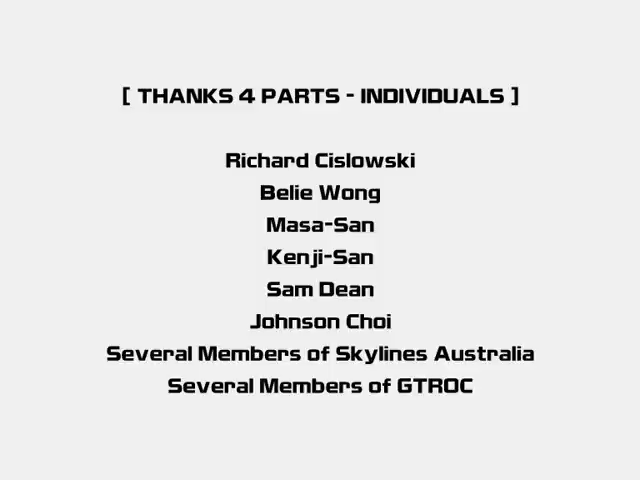 [ THANKS 4 PARTS - INDIVIDUALS ]
Richard Cislowski
Belie Wong
Masa-San
Kenji-San
Sam Dean
Johnson Choi
Several Members of Skylines Australia
Several Members of GTROC